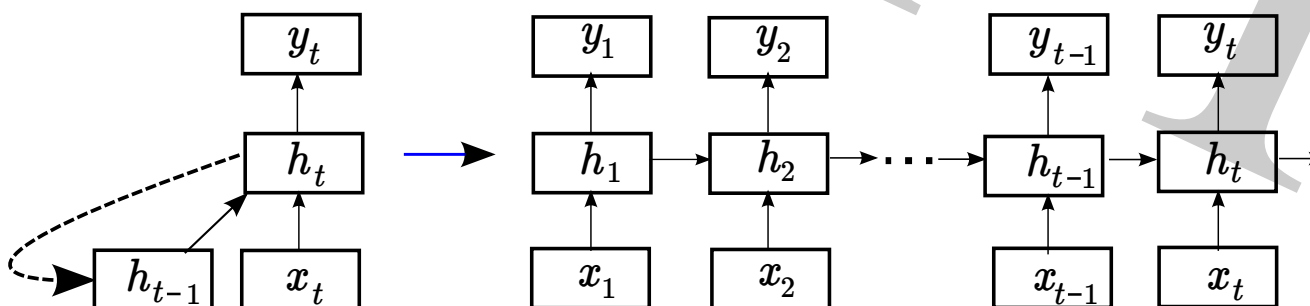 y_t y_1 y_2 y_{t-1} y_t
h_t h_1 h_2 ... h_{t-1} h_t
h_{t-1} x_t x_1 x_2 x_{t-1} x_t